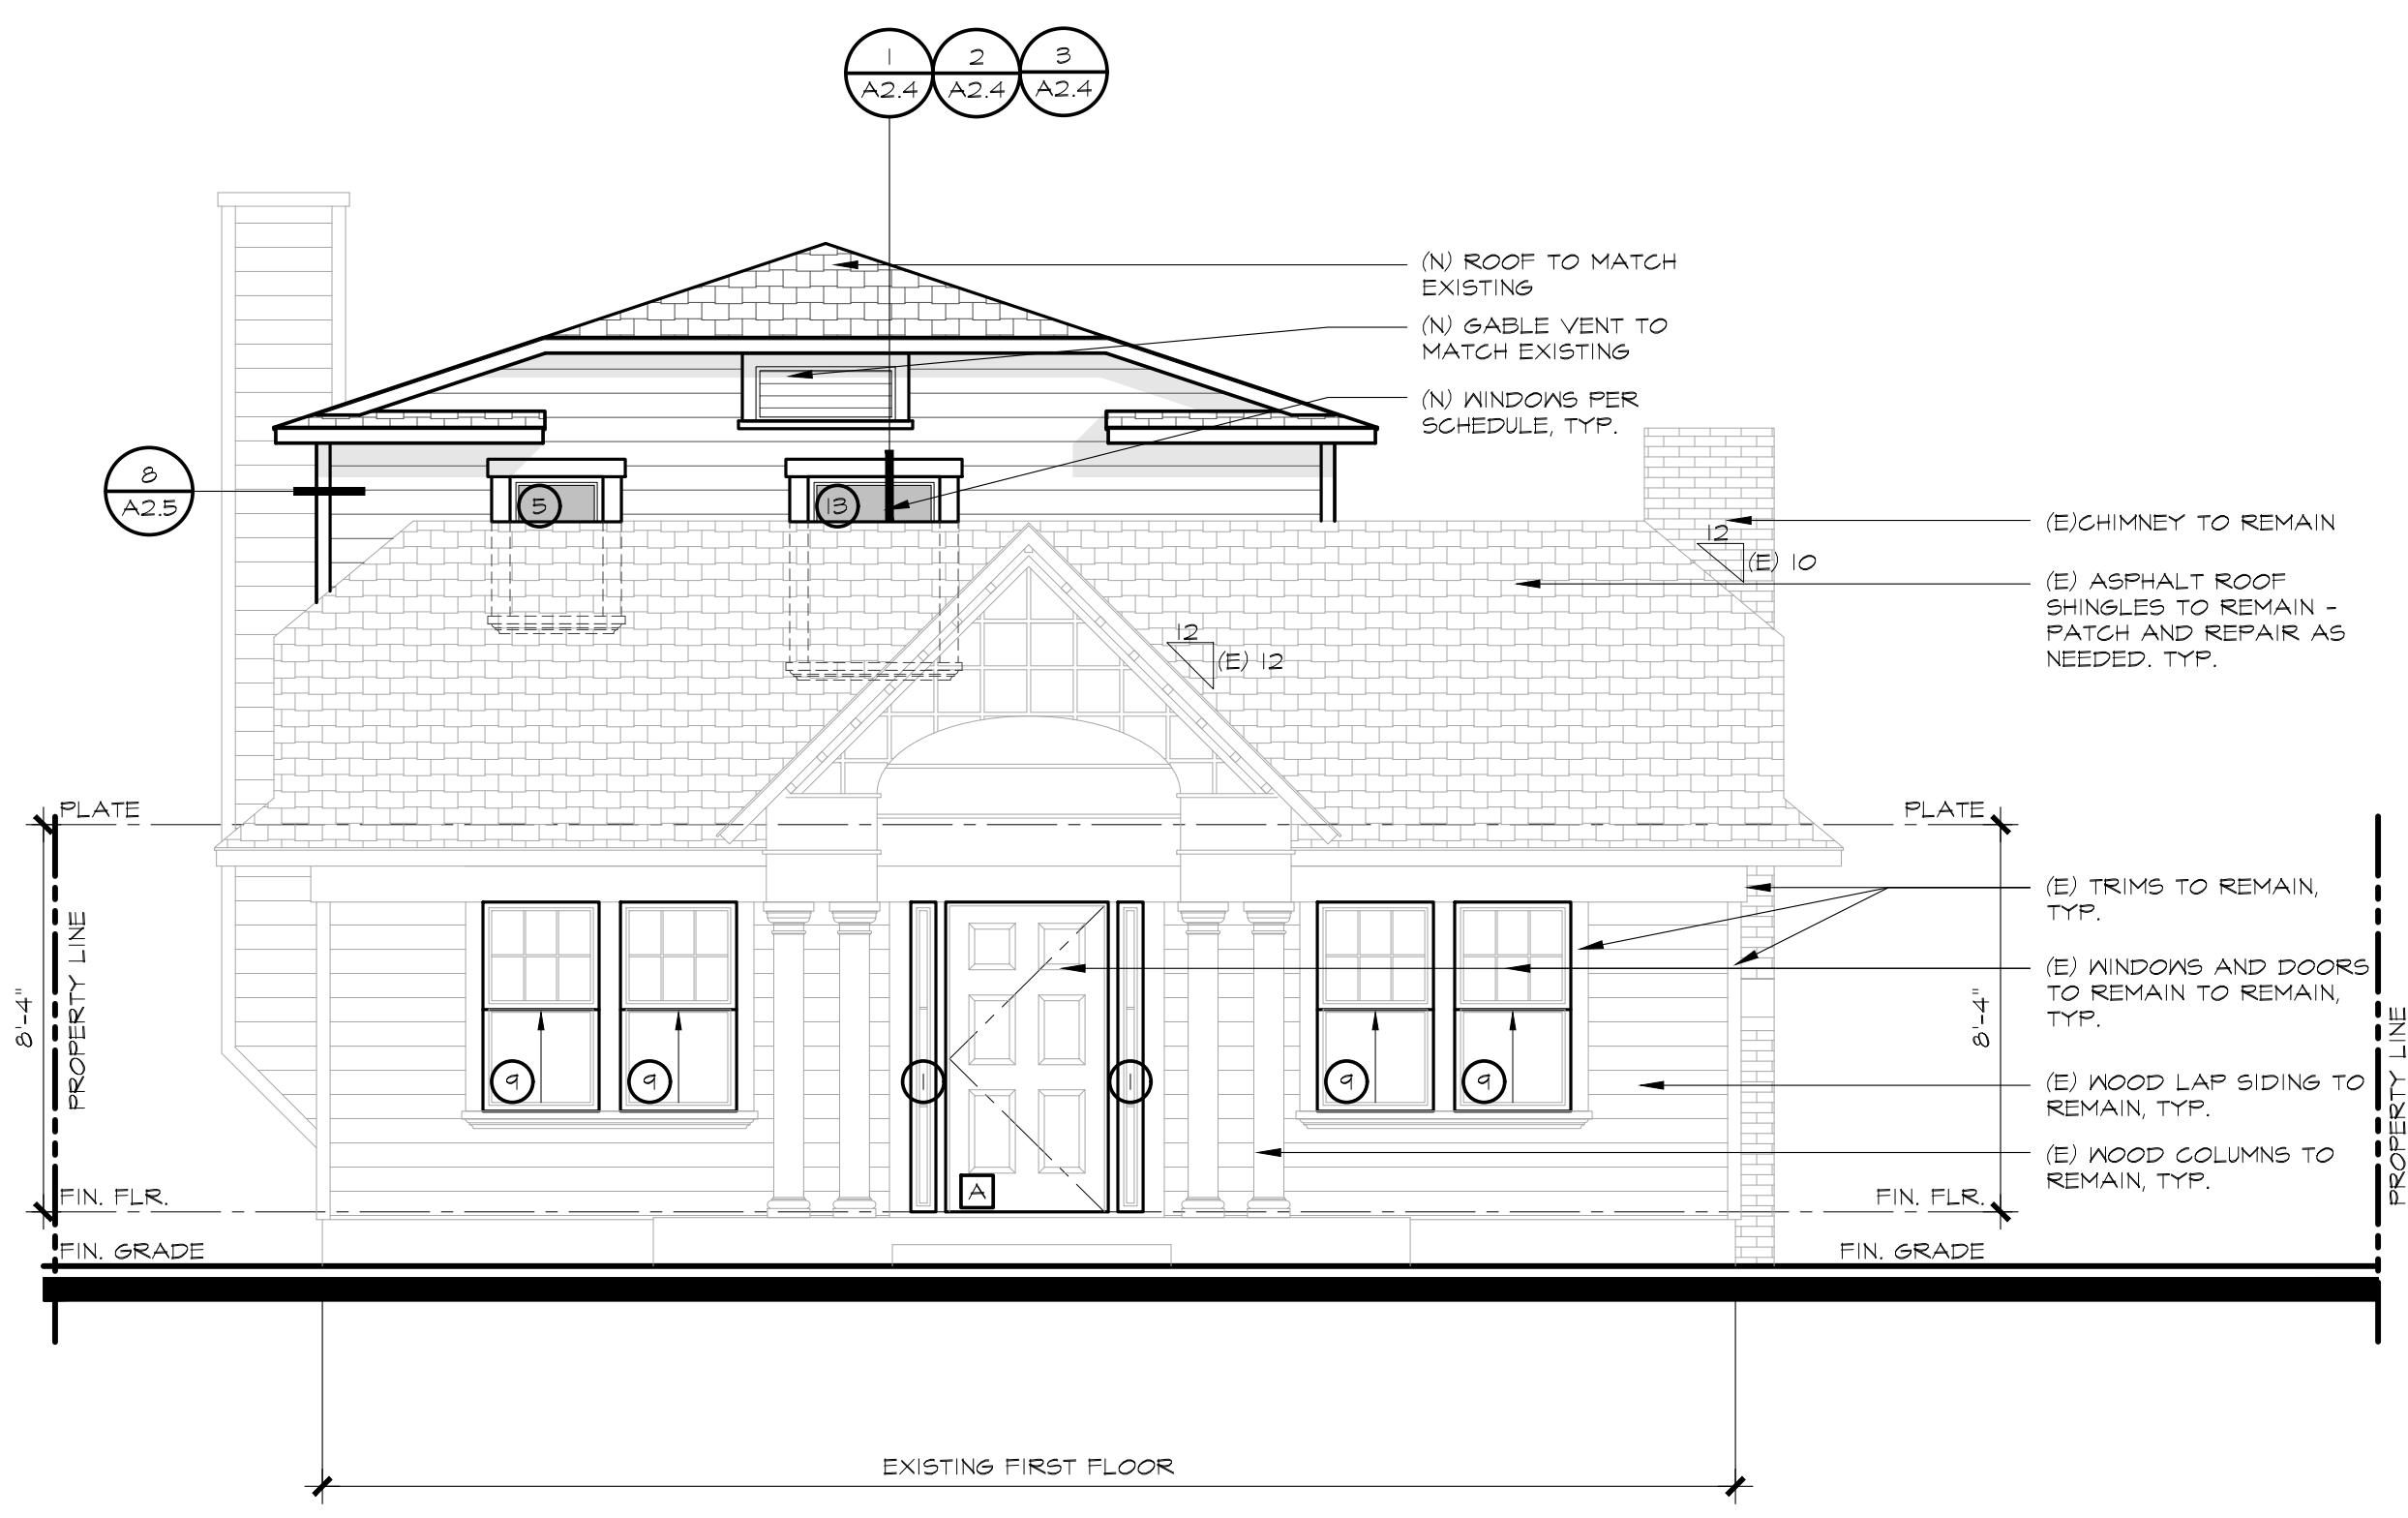 1
A2.4
2
A2.4
3
A2.4
(N) ROOF TO MATCH
EXISTING
(N) GABLE VENT TO
MATCH EXISTING
(N) WINDOWS PER
SCHEDULE, TYP.
8
A2.5
5
13
(E)CHIMNEY TO REMAIN
12
(E) 10
(E) ASPHALT ROOF
SHINGLES TO REMAIN -
PATCH AND REPAIR AS
NEEDED. TYP.
12
(E) 12
PLATE
PLATE
(E) TRIMS TO REMAIN,
TYP.
(E) WINDOWS AND DOORS
TO REMAIN TO REMAIN,
TYP.
8'-4"
PROPERTY LINE
8'-4"
PROPERTY LINE
9
9
1
1
9
9
(E) WOOD LAP SIDING TO
REMAIN, TYP.
(E) WOOD COLUMNS TO
REMAIN, TYP.
A
FIN. FLR.
FIN. FLR.
FIN. GRADE
FIN. GRADE
EXISTING FIRST FLOOR